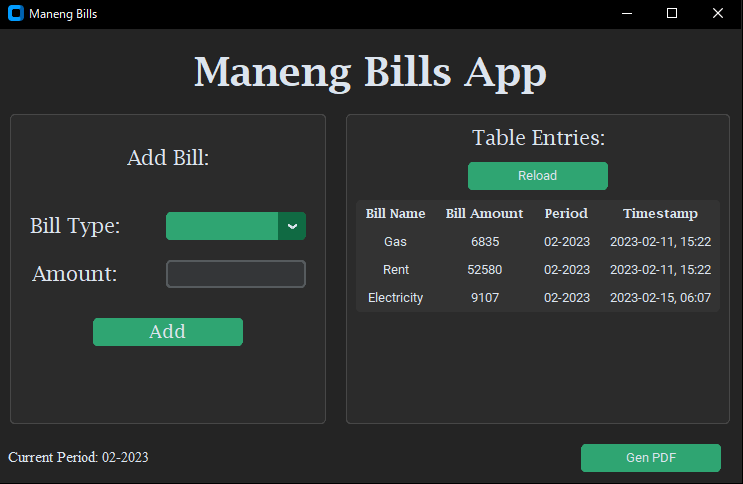 Maneng Bills
Maneng Bills App
Add Bill:
Bill Type:
Amount:
Add
Table Entries:
Reload
Bill Name Bill Amount Period Timestamp
Gas 6835 02-2023 2023-02-11, 15:22
Rent 52580 02-2023 2023-02-11, 15:22
Electricity 9107 02-2023 2023-02-15, 06:07
Current Period: 02-2023
Gen PDF